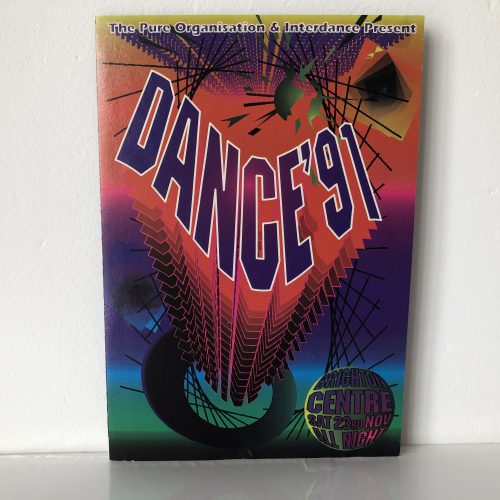 The Pure Organisation & Interdance Present
DANCE '91
BRIGHTON
CENTRE
SAT 23RD NOV
ALL NIGHT